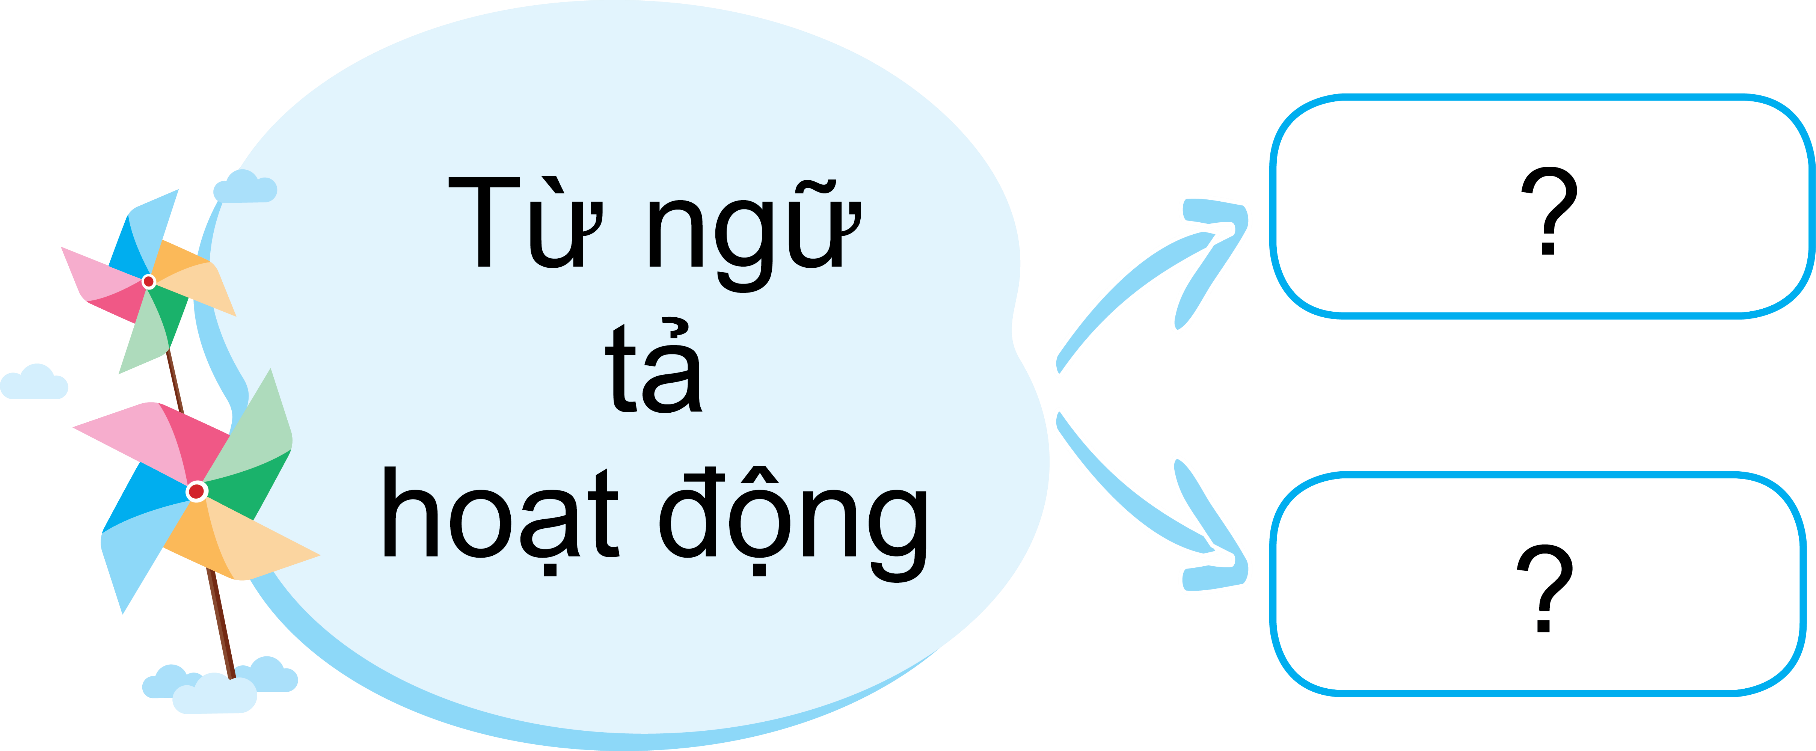 Từ ngữ
tả
hoạt động
?
?